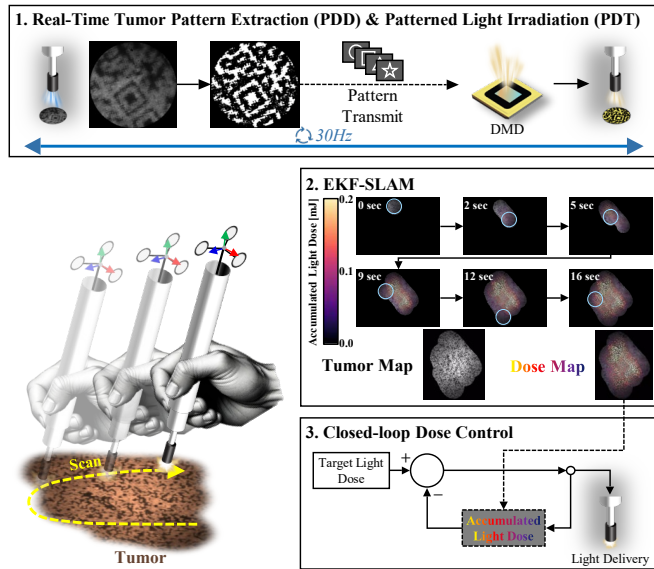 1. Real-Time Tumor Pattern Extraction (PDD) & Patterned Light Irradiation (PDT)
Pattern
Transmit
DMD
30Hz
2. EKF-SLAM
Accumulated Light Dose [mJ]
0.2
0.1
0.0
0 sec
2 sec
5 sec
9 sec
12 sec
16 sec
Tumor Map
Dose Map
Scan
Tumor
3. Closed-loop Dose Control
Target Light
Dose
+
−
Accumulated
Light Dose
Light Delivery